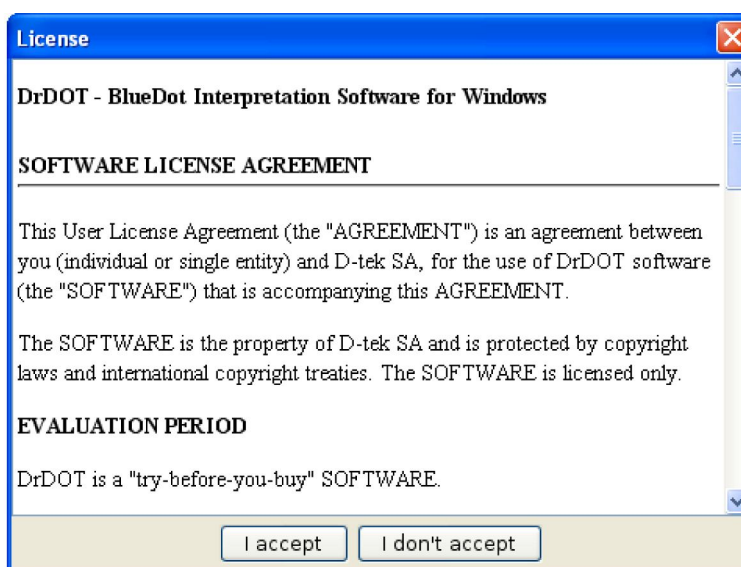 License
DrDOT - BlueDot Interpretation Software for Windows
SOFTWARE LICENSE AGREEMENT
This User License Agreement (the "AGREEMENT") is an agreement between
you (individual or single entity) and D-tek SA, for the use of DrDOT software
(the "SOFTWARE") that is accompanying this AGREEMENT.
The SOFTWARE is the property of D-tek SA and is protected by copyright
laws and international copyright treaties. The SOFTWARE is licensed only.
EVALUATION PERIOD
DrDOT is a "try-before-you-buy" SOFTWARE.
I accept I don't accept